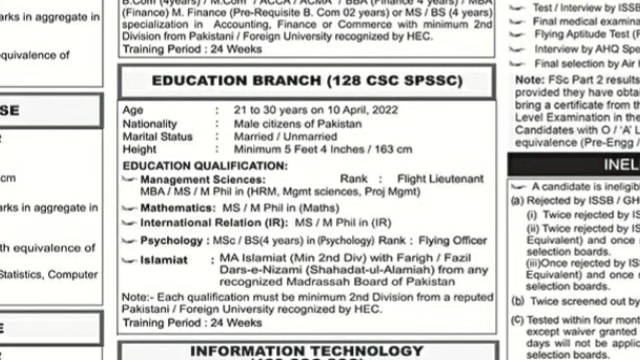 arks in aggregate in
equivalence of
SE
cm
arks in aggregate in
th equivalence of
Statistics, Computer
E
B.Com (4years) / M.Com / ACCA / ACMA / BBA (Finance 4 years) / MBA
(Finance) M. Finance (Pre-Requisite B. Com 02 years) or MS / BS (4 years)
specialization in Accounting, Finance or Commerce with minimum 2nd
Division from Pakistani / Foreign University recognized by HEC.
Training Period : 24 Weeks
EDUCATION BRANCH (128 CSC SPSSC)
Age : 21 to 30 years on 10 April, 2022
Nationality : Male citizens of Pakistan
Marital Status : Married / Unmarried
Height : Minimum 5 Feet 4 Inches / 163 cm
EDUCATION QUALIFICATION:
Management Sciences: Rank : Flight Lieutenant
MBA / MS / M Phil in (HRM, Mgmt sciences, Proj Mgmt)
Mathematics: MS / M Phil in (Maths)
International Relation (IR): MS / M Phil in (IR)
Psychology : MSc / BS(4 years) in (Psychology) Rank : Flying Officer
Islamiat : MA Islamiat (Min 2nd Div) with Farigh / Fazil
Dars-e-Nizami (Shahadat-ul-Alamiah) from any
recognized Madrassah Board of Pakistan
Note:- Each qualification must be minimum 2nd Division from a reputed
Pakistani / Foreign University recognized by HEC.
Training Period : 24 Weeks
INFORMATION TECHNOLOGY
Test / Interview by ISSB
Final medical examina
Flying Aptitude Test (F
Interview by AHQ Spe
Final selection by Air
Note: FSc Part 2 results
provided they have obtai
bring a certificate from th
Level Examination in the
Candidates with O / 'A' L
equivalence (Pre-Engg /
INEL
A candidate is ineligible
(a) Rejected by ISSB / GH
(i) Twice rejected by IS
(ii) Twice rejected by IS
Equivalent) and once
selection boards.
(iii)Once rejected by IS
Equivalent) and once
selection boards.
(b) Twice screened out by
(C) Tested within four mont
except waiver granted
days will not be applic
selection boards.